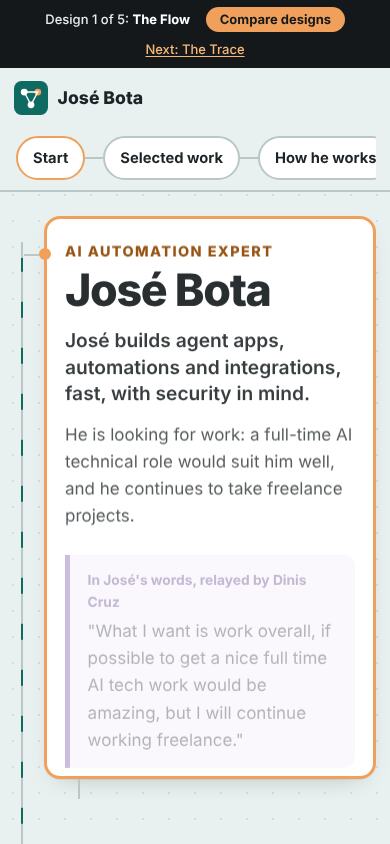 Design 1 of 5: The Flow
Compare designs
Next: The Trace
José Bota
Start
Selected work
How he works
AI AUTOMATION EXPERT
José Bota
José builds agent apps,
automations and integrations,
fast, with security in mind.
He is looking for work: a full-time AI
technical role would suit him well,
and he continues to take freelance
projects.
In José's words, relayed by Dinis
Cruz
"What I want is work overall, if
possible to get a nice full time
AI tech work would be
amazing, but I will continue
working freelance."